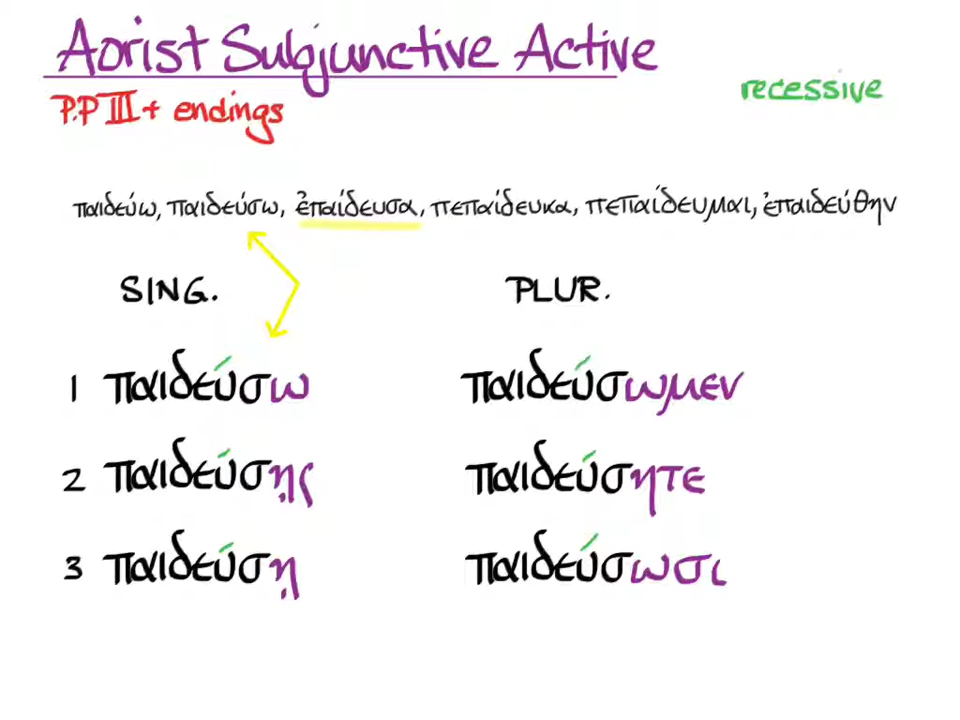 Aorist Subjunctive Active
recessive
P.P III + endings
παιδεύω, παιδεύσω, ἐπαίδευσα, πεπαίδευκα, πεπαίδευμαι, ἐπαιδεύθην
SING. PLUR.
1 παιδεύσω παιδεύσωμεν
2 παιδεύσῃς παιδεύσητε
3 παιδεύσῃ παιδεύσωσι